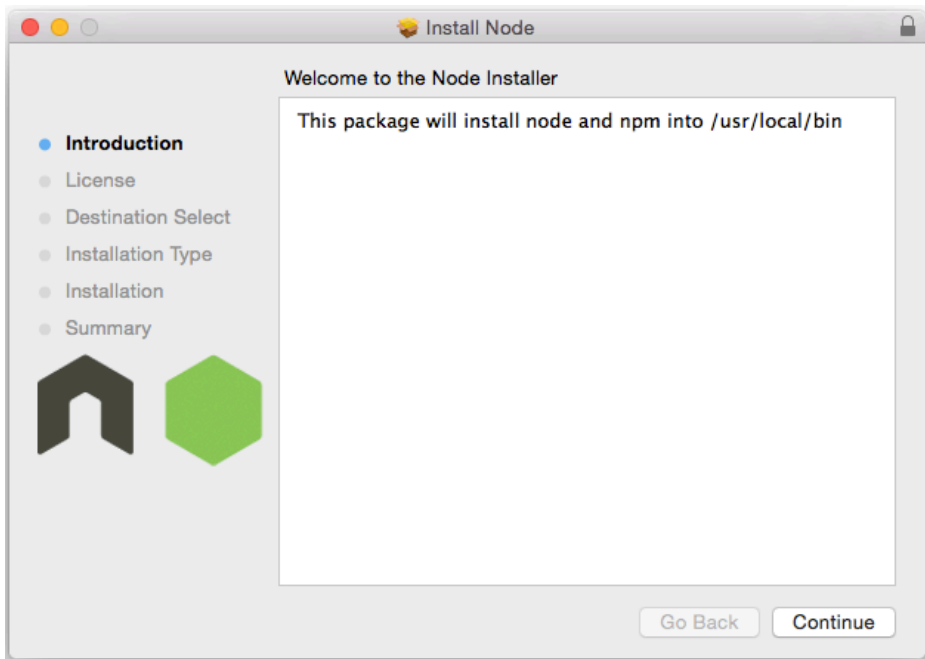 Install Node
Welcome to the Node Installer
Introduction
License
Destination Select
Installation Type
Installation
Summary
This package will install node and npm into /usr/local/bin
Go Back
Continue